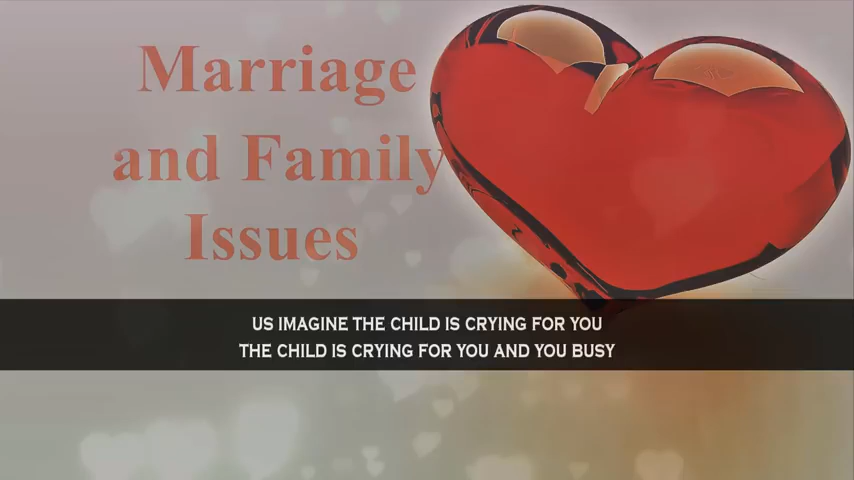 Marriage
and Family
Issues
US IMAGINE THE CHILD IS CRYING FOR YOU
THE CHILD IS CRYING FOR YOU AND YOU BUSY